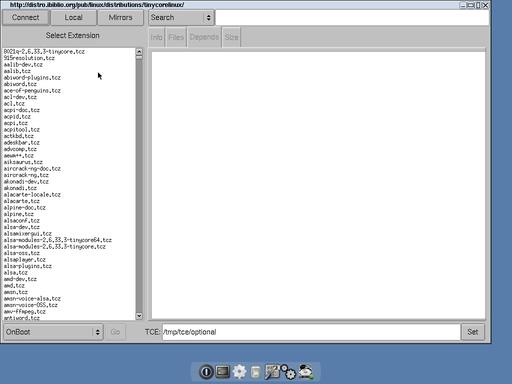 http://distro.ibiblio.org/pub/linux/distributions/tinycorelinux/
Connect Local Mirrors Search
Select Extension
Info Files Depends Size
8021q-2.6.33.3-tinycore.tcz
915resolution.tcz
aalib-dev.tcz
aalib.tcz
abiword-plugins.tcz
abiword.tcz
ace-of-penguins.tcz
acl-dev.tcz
acl.tcz
acpi-doc.tcz
acpid.tcz
acpi.tcz
acpitool.tcz
actkbd.tcz
adeskbar.tcz
advcomp.tcz
aewm++.tcz
aiksaurus.tcz
aircrack-ng-doc.tcz
aircrack-ng.tcz
akonadi-dev.tcz
akonadi.tcz
alacarte-locale.tcz
alacarte.tcz
alpine-doc.tcz
alpine.tcz
alsaconf.tcz
alsa-dev.tcz
alsamixergui.tcz
alsa-modules-2.6.33.3-tinycore64.tcz
alsa-modules-2.6.33.3-tinycore.tcz
alsa-oss.tcz
alsaplayer.tcz
alsa-plugins.tcz
alsa.tcz
amd-dev.tcz
amd.tcz
amsn.tcz
amsn-voice-alsa.tcz
amsn-voice-OSS.tcz
amv-ffmpeg.tcz
antiword.tcz
OnBoot Go TCE: /tmp/tce/optional Set